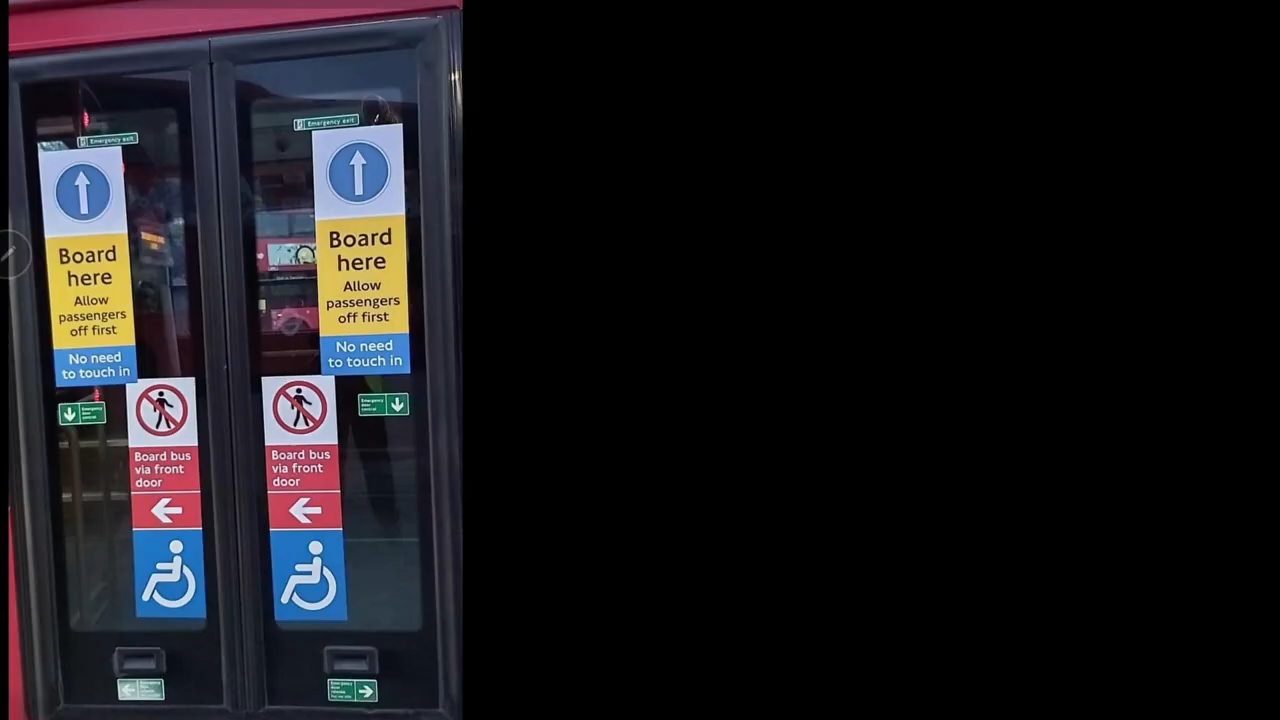 Emergency exit
Board
here
Allow
passengers
off first
No need
to touch in
Emergency exit
Board
here
Allow
passengers
off first
No need
to touch in
Emergency
door
control
Board bus
via front
door
Board bus
via front
door
Emergency
door
control
Emergency
door